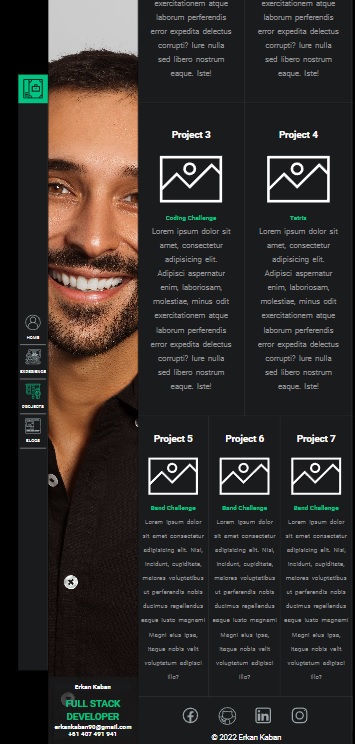 HOME
EXPERIENCE
PROJECTS
BLOGS
Erkan Kaban
FULL STACK
DEVELOPER
erkankaban90@gmail.com
+61 407 491 941
exercitationem atque
laborum perferendis
error expedita delectus
corrupti? Iure nulla
sed libero nostrum
eaque. Iste!
exercitationem atque
laborum perferendis
error expedita delectus
corrupti? Iure nulla
sed libero nostrum
eaque. Iste!
Project 3
Coding Challenge
Lorem ipsum dolor sit
amet, consectetur
adipisicing elit.
Adipisci aspernatur
enim, laboriosam,
molestiae, minus odit
exercitationem atque
laborum perferendis
error expedita delectus
corrupti? Iure nulla
sed libero nostrum
eaque. Iste!
Project 4
Tetris
Lorem ipsum dolor sit
amet, consectetur
adipisicing elit.
Adipisci aspernatur
enim, laboriosam,
molestiae, minus odit
exercitationem atque
laborum perferendis
error expedita delectus
corrupti? Iure nulla
sed libero nostrum
eaque. Iste!
Project 5
Band Challange
Lorem ipsum dolor
sit amet consectetur
adipisicing elit. Nisi,
incidunt, cupiditate,
maiores voluptatibus
ut perferendis nobis
ducimus repellendus
eaque iusto magnam!
Magni eius ipsa,
itaque nobis velit
voluptatem adipisci
illo?
Project 6
Band Challange
Lorem ipsum dolor
sit amet consectetur
adipisicing elit. Nisi,
incidunt, cupiditate,
maiores voluptatibus
ut perferendis nobis
ducimus repellendus
eaque iusto magnam!
Magni eius ipsa,
itaque nobis velit
voluptatem adipisci
illo?
Project 7
Band Challange
Lorem ipsum dolor
sit amet consectetur
adipisicing elit. Nisi,
incidunt, cupiditate,
maiores voluptatibus
ut perferendis nobis
ducimus repellendus
eaque iusto magnam!
Magni eius ipsa,
itaque nobis velit
voluptatem adipisci
illo?
© 2022 Erkan Kaban